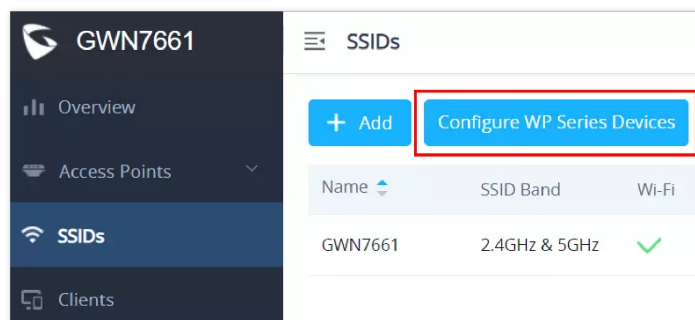 GWN7661
SSIDs
Overview
+ Add
Configure WP Series Devices
Access Points
Name
SSID Band
Wi-Fi
SSIDs
GWN7661
2.4GHz & 5GHz
Clients